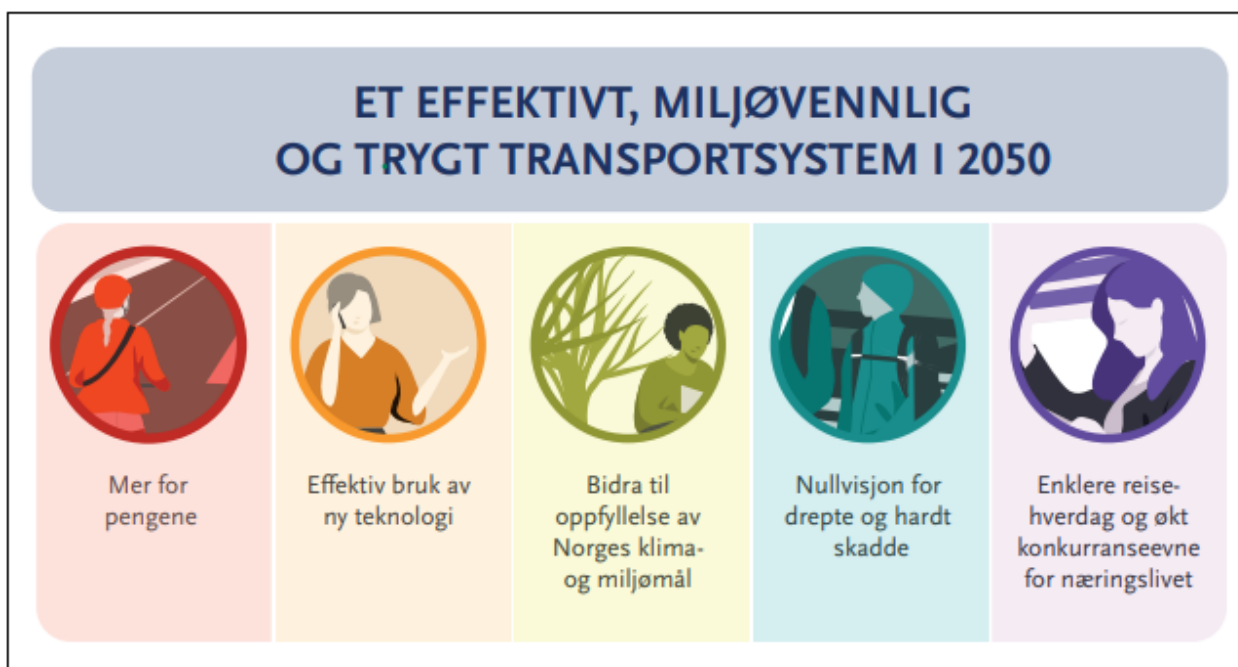 ET EFFEKTIVT, MILJØVENNLIG
OG TRYGT TRANSPORTSYSTEM I 2050
Mer for
pengene
Effektiv bruk av
ny teknologi
Bidra til
oppfyllelse av
Norges klima-
og miljømål
Nullvisjon for
drepte og hardt
skadde
Enklere reise-
hverdag og økt
konkurranseevne
for næringslivet